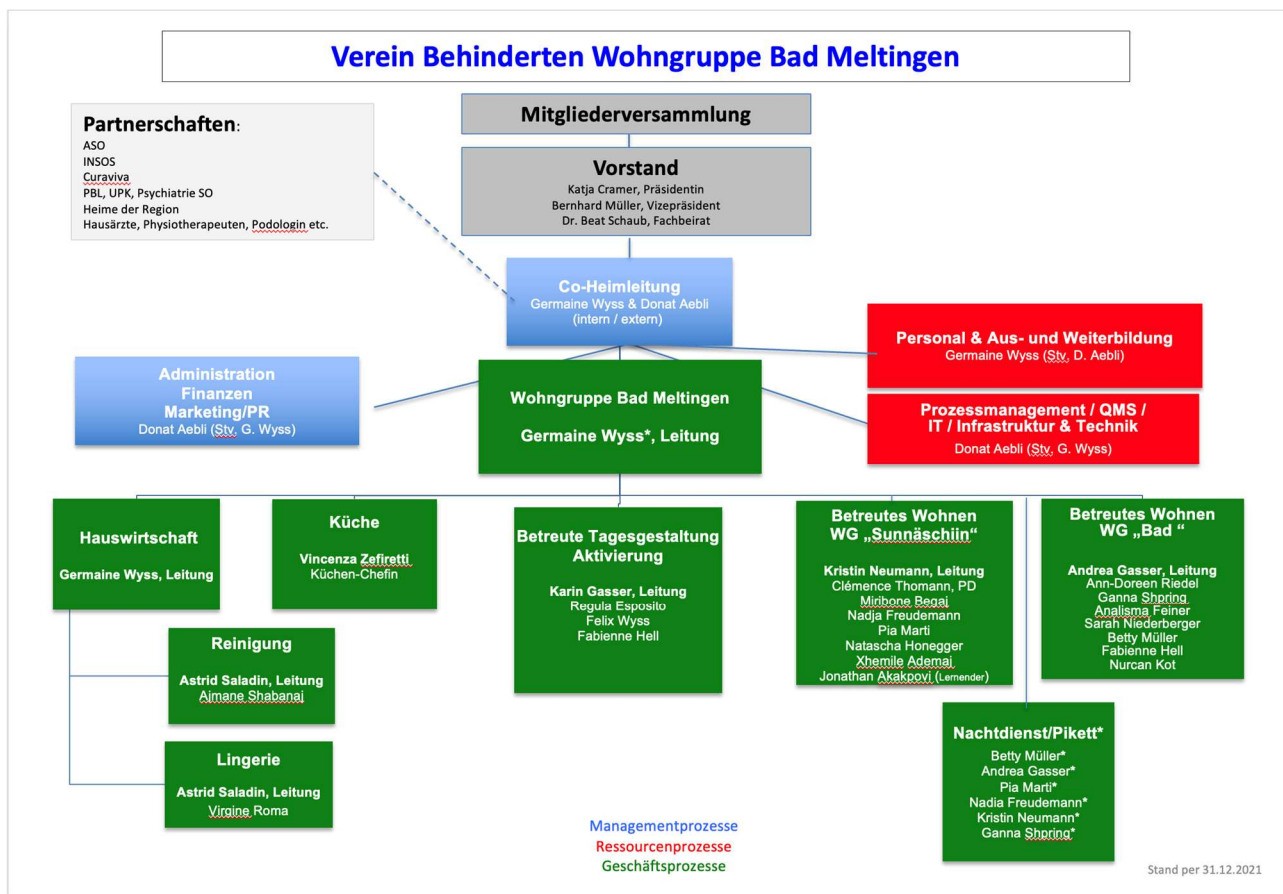 Verein Behinderten Wohngruppe Bad Meltingen
Partnerschaften:
ASO
INSOS
Curaviva
PBL, UPK, Psychiatrie SO
Heime der Region
Hausärzte, Physiotherapeuten, Podologin etc.
Mitgliederversammlung
Vorstand
Katja Cramer, Präsidentin
Bernhard Müller, Vizepräsident
Dr. Beat Schaub, Fachbeirat
Co-Heimleitung
Germaine Wyss & Donat Aebli
(intern / extern)
Personal & Aus- und Weiterbildung
Germaine Wyss (Stv, D. Aebli)
Administration
Finanzen
Marketing/PR
Donat Aebli (Stv. G. Wyss)
Wohngruppe Bad Meltingen
Germaine Wyss*, Leitung
Prozessmanagement / QMS /
IT / Infrastruktur & Technik
Donat Aebli (Stv, G. Wyss)
Hauswirtschaft
Germaine Wyss, Leitung
Küche
Vincenza Zefiretti
Küchen-Chefin
Betreute Tagesgestaltung
Aktivierung
Karin Gasser, Leitung
Regula Esposito
Felix Wyss
Fabienne Hell
Betreutes Wohnen
WG „Sunnäschiin“
Kristin Neumann, Leitung
Clémence Thomann, PD
Miribone Begaj
Nadja Freudemann
Pia Marti
Natascha Honegger
Xhemile Ademaj
Jonathan Akakpovi (Lernender)
Betreutes Wohnen
WG „Bad “
Andrea Gasser, Leitung
Ann-Doreen Riedel
Ganna Shpring
Analisma Feiner
Sarah Niederberger
Betty Müller
Fabienne Hell
Nurcan Kot
Reinigung
Astrid Saladin, Leitung
Ajmane Shabanaj
Lingerie
Astrid Saladin, Leitung
Virgine Roma
Nachtdienst/Pikett*
Betty Müller*
Andrea Gasser*
Pia Marti*
Nadia Freudemann*
Kristin Neumann*
Ganna Shpring*
Managementprozesse
Ressourcenprozesse
Geschäftsprozesse
Stand per 31.12.2021